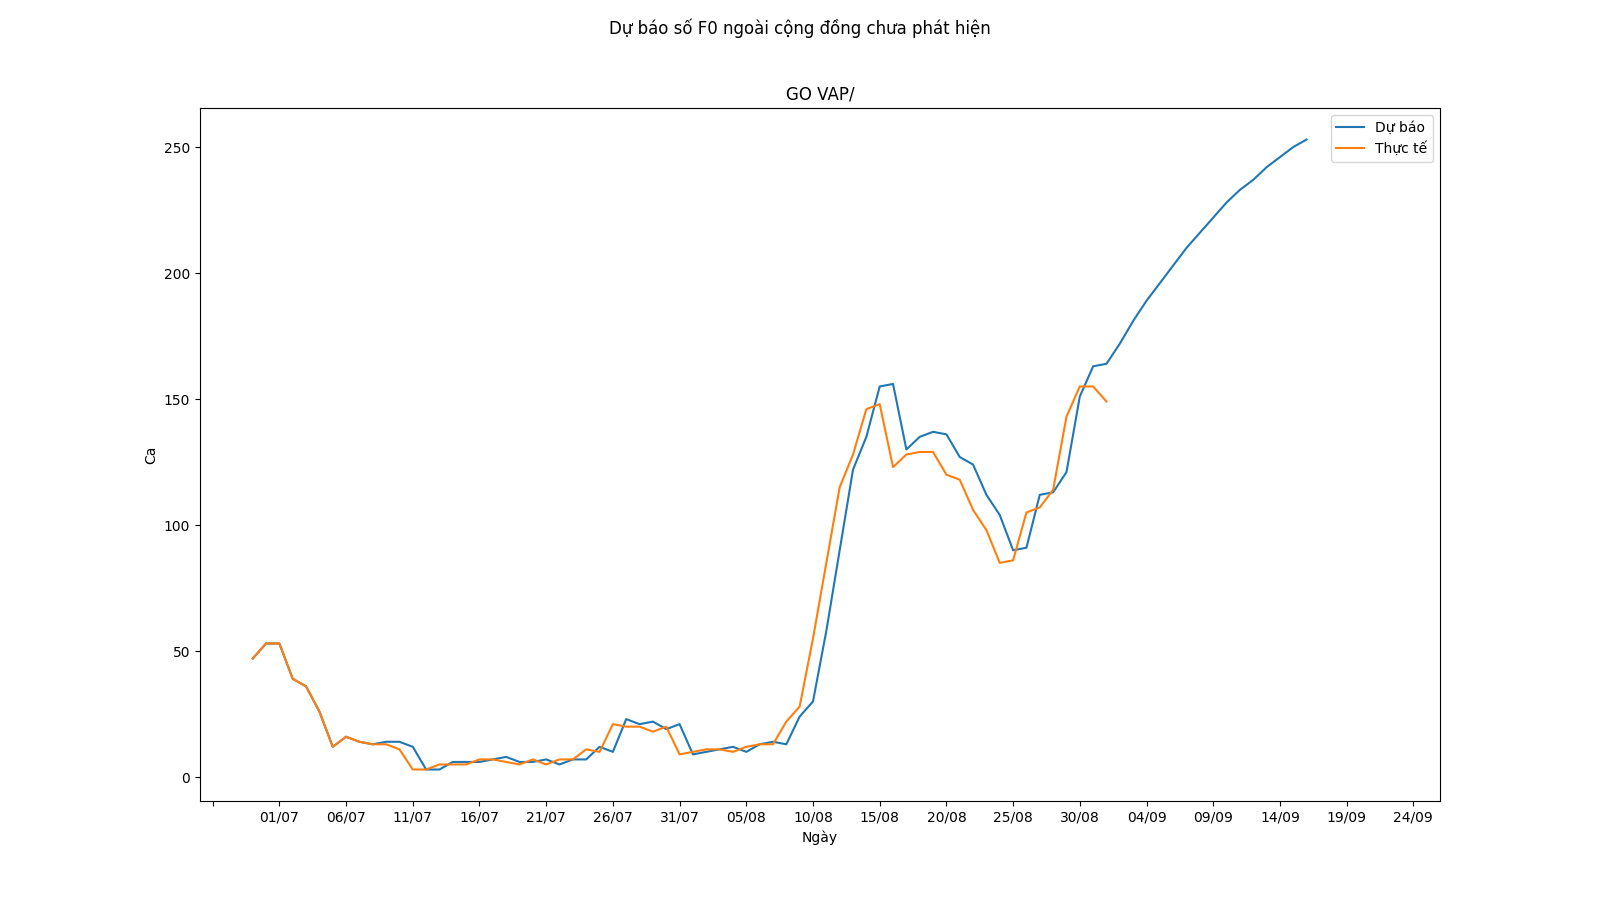 Dự báo số F0 ngoài cộng đồng chưa phát hiện
GO VAP/
Dự báo
Thực tế
250
200
150
100
50
0
Ca
01/07 06/07 11/07 16/07 21/07 26/07 31/07 05/08 10/08 15/08 20/08 25/08 30/08 04/09 09/09 14/09 19/09 24/09
Ngày